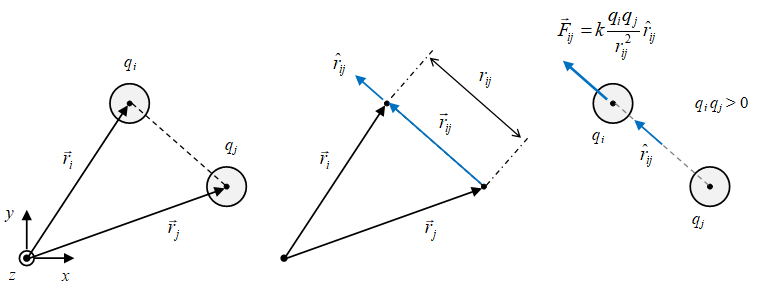 q_i
q_j
\vec{r}_i
\vec{r}_j
y
z
x
\hat{r}_{ij}
r_{ij}
\vec{r}_{ij}
\vec{r}_i
\vec{r}_j
\vec{F}_{ij} = k \frac{q_i q_j}{r_{ij}^2} \hat{r}_{ij}
q_i q_j > 0
q_i
\hat{r}_{ij}
q_j